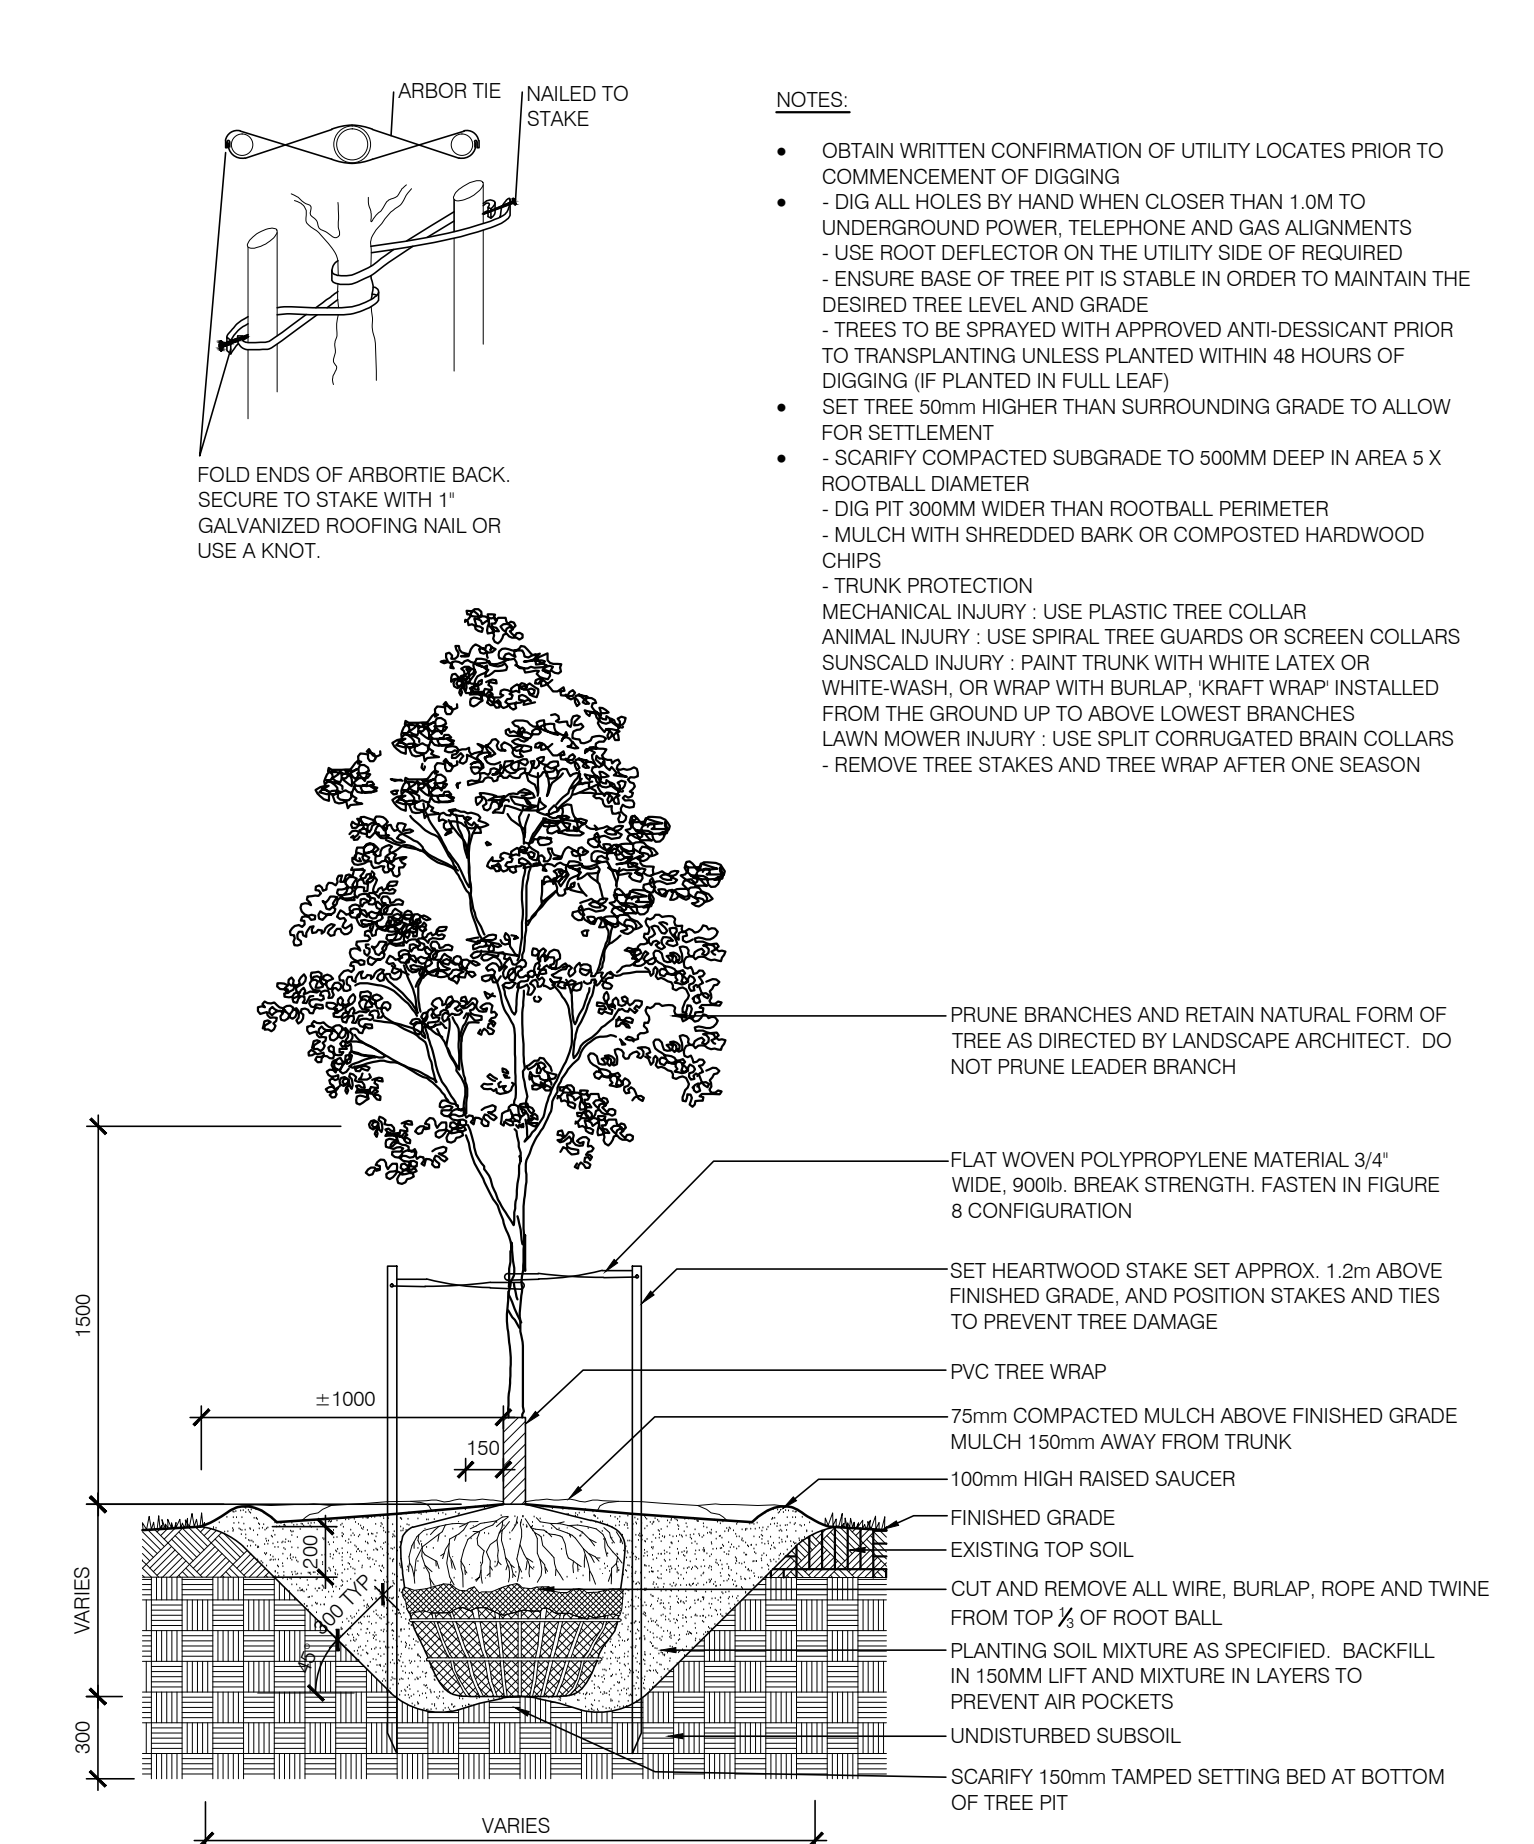 ARBOR TIE
NAILED TO
STAKE
FOLD ENDS OF ARBORTIE BACK.
SECURE TO STAKE WITH 1"
GALVANIZED ROOFING NAIL OR
USE A KNOT.
NOTES:
• OBTAIN WRITTEN CONFIRMATION OF UTILITY LOCATES PRIOR TO
COMMENCEMENT OF DIGGING
• - DIG ALL HOLES BY HAND WHEN CLOSER THAN 1.0M TO
UNDERGROUND POWER, TELEPHONE AND GAS ALIGNMENTS
- USE ROOT DEFLECTOR ON THE UTILITY SIDE OF REQUIRED
- ENSURE BASE OF TREE PIT IS STABLE IN ORDER TO MAINTAIN THE
DESIRED TREE LEVEL AND GRADE
- TREES TO BE SPRAYED WITH APPROVED ANTI-DESSICANT PRIOR
TO TRANSPLANTING UNLESS PLANTED WITHIN 48 HOURS OF
DIGGING (IF PLANTED IN FULL LEAF)
• SET TREE 50mm HIGHER THAN SURROUNDING GRADE TO ALLOW
FOR SETTLEMENT
• - SCARIFY COMPACTED SUBGRADE TO 500MM DEEP IN AREA 5 X
ROOTBALL DIAMETER
- DIG PIT 300MM WIDER THAN ROOTBALL PERIMETER
- MULCH WITH SHREDDED BARK OR COMPOSTED HARDWOOD
CHIPS
- TRUNK PROTECTION
MECHANICAL INJURY : USE PLASTIC TREE COLLAR
ANIMAL INJURY : USE SPIRAL TREE GUARDS OR SCREEN COLLARS
SUNSCALD INJURY : PAINT TRUNK WITH WHITE LATEX OR
WHITE-WASH, OR WRAP WITH BURLAP, 'KRAFT WRAP' INSTALLED
FROM THE GROUND UP TO ABOVE LOWEST BRANCHES
LAWN MOWER INJURY : USE SPLIT CORRUGATED BRAIN COLLARS
- REMOVE TREE STAKES AND TREE WRAP AFTER ONE SEASON
PRUNE BRANCHES AND RETAIN NATURAL FORM OF
TREE AS DIRECTED BY LANDSCAPE ARCHITECT. DO
NOT PRUNE LEADER BRANCH
FLAT WOVEN POLYPROPYLENE MATERIAL 3/4"
WIDE, 900lb. BREAK STRENGTH. FASTEN IN FIGURE
8 CONFIGURATION
SET HEARTWOOD STAKE SET APPROX. 1.2m ABOVE
FINISHED GRADE, AND POSITION STAKES AND TIES
TO PREVENT TREE DAMAGE
PVC TREE WRAP
75mm COMPACTED MULCH ABOVE FINISHED GRADE
MULCH 150mm AWAY FROM TRUNK
100mm HIGH RAISED SAUCER
FINISHED GRADE
EXISTING TOP SOIL
CUT AND REMOVE ALL WIRE, BURLAP, ROPE AND TWINE
FROM TOP 1/3 OF ROOT BALL
PLANTING SOIL MIXTURE AS SPECIFIED. BACKFILL
IN 150MM LIFT AND MIXTURE IN LAYERS TO
PREVENT AIR POCKETS
UNDISTURBED SUBSOIL
SCARIFY 150mm TAMPED SETTING BED AT BOTTOM
OF TREE PIT
1500
±1000
150
200
300 TYP
45°
VARIES
300
VARIES